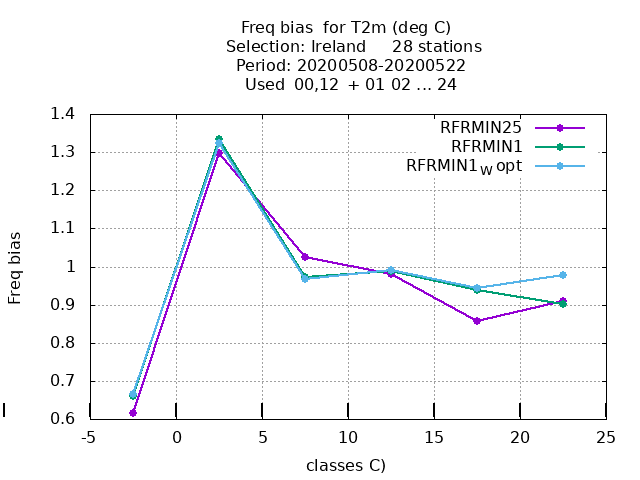 Freq bias  for T2m (deg C)
Selection: Ireland     28 stations
Period: 20200508-20200522
Used  00,12  + 01 02 ... 24
1.4
1.3
1.2
1.1
1
0.9
0.8
0.7
0.6
Freq bias
RFRMIN25
RFRMIN1
RFRMIN1W opt
-5 0 5 10 15 20 25
classes C)